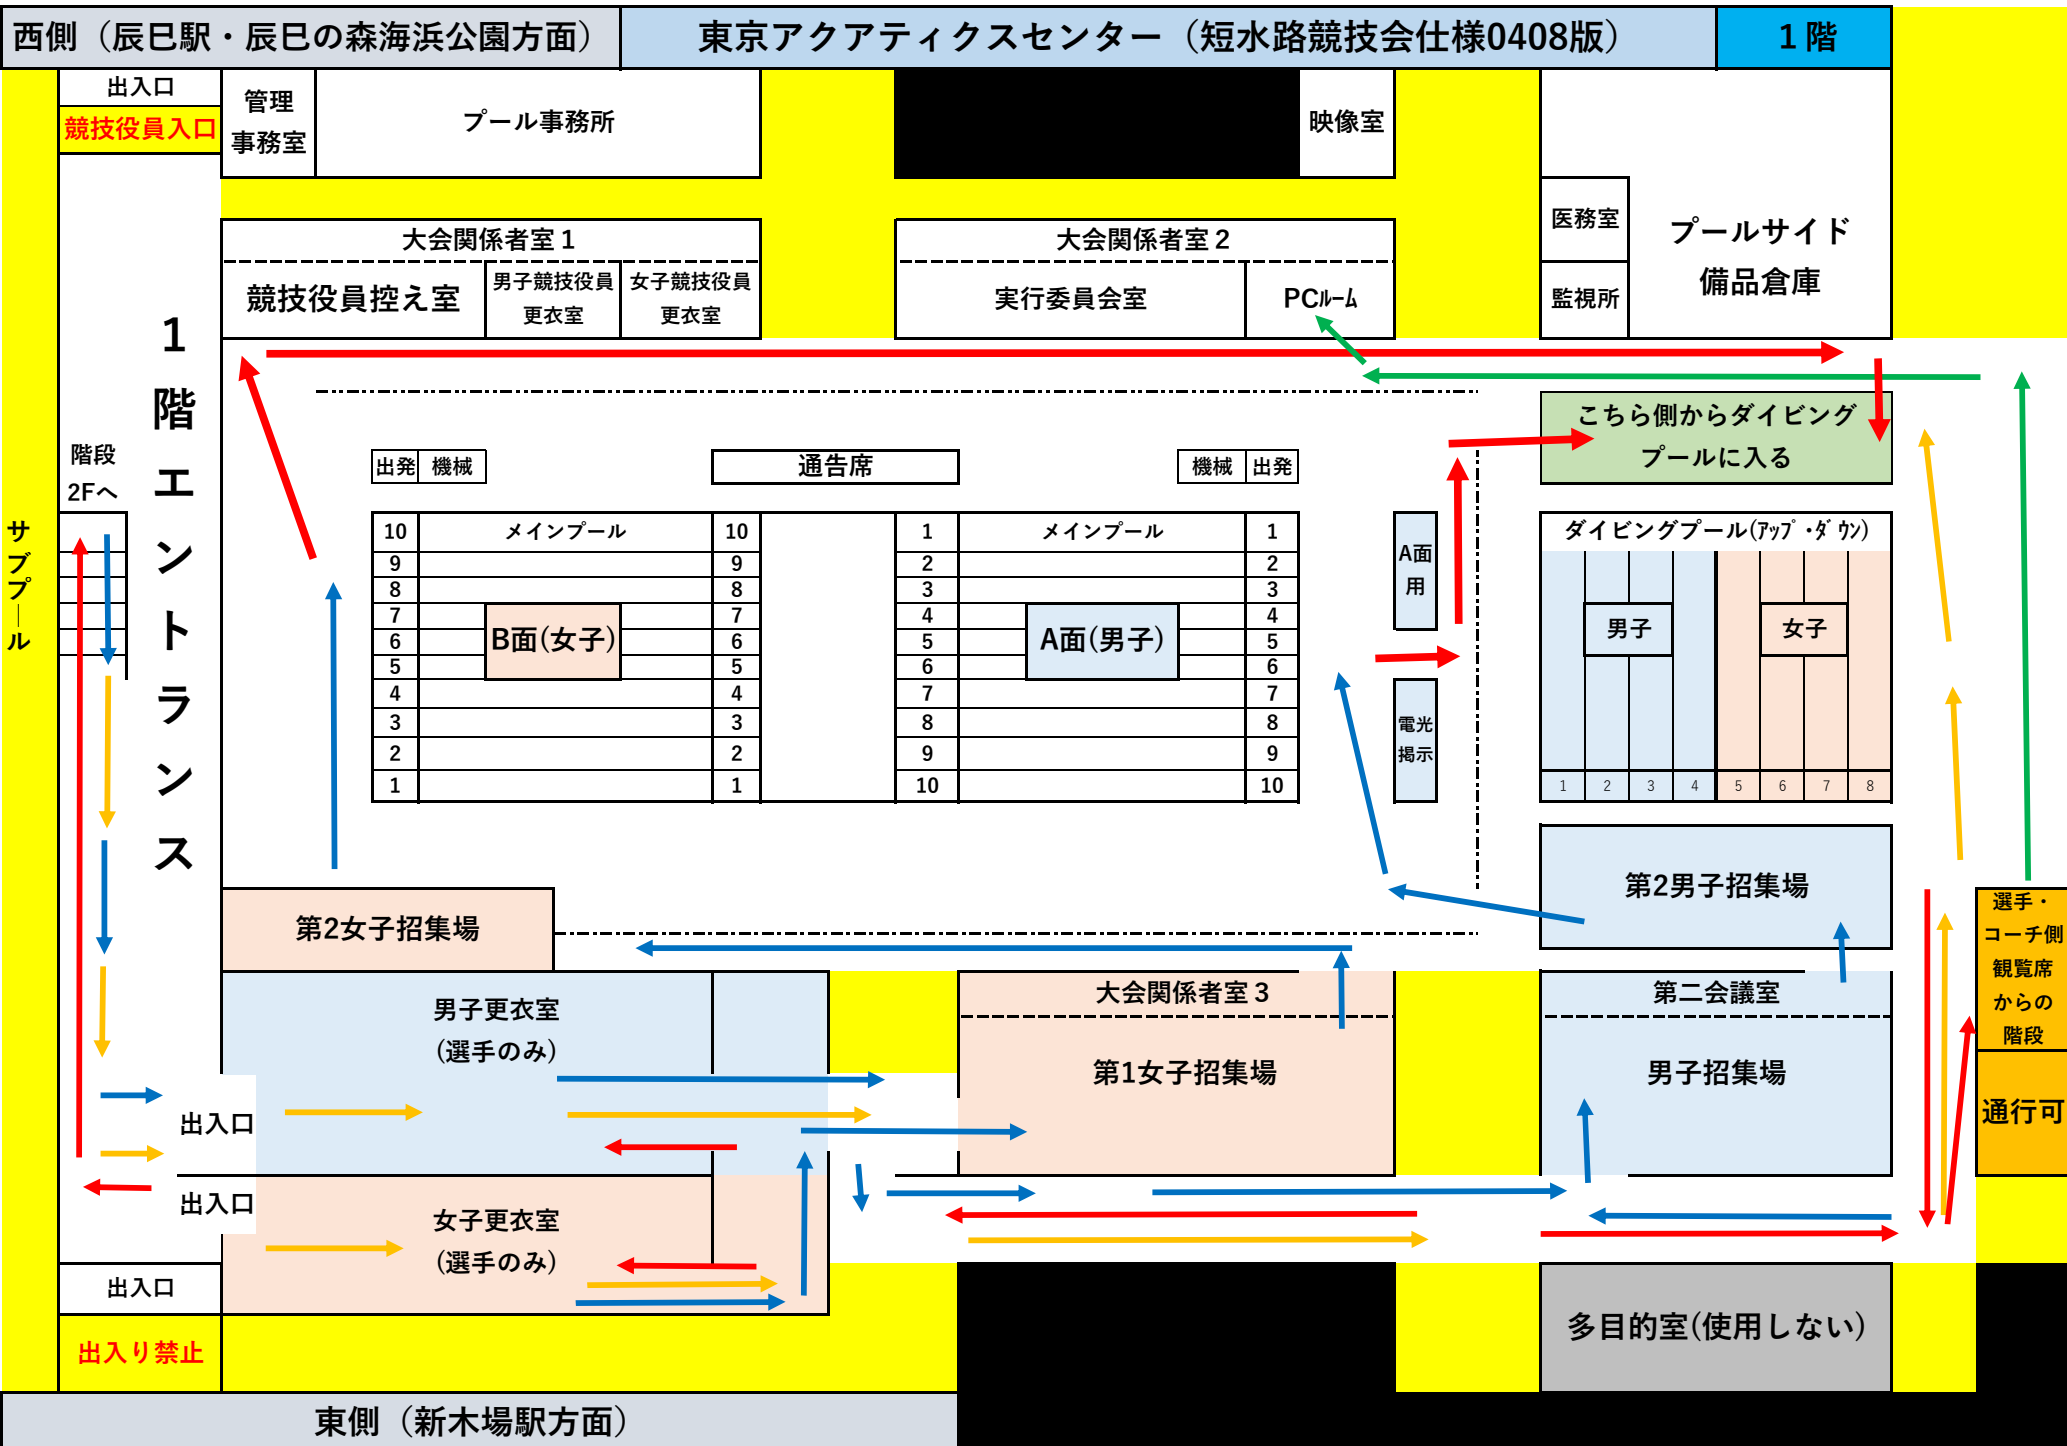 西側（辰巳駅・辰巳の森海浜公園方面）
東京アクアティクスセンター（短水路競技会仕様0408版）
１階
出入口
競技役員入口
管理
事務室
プール事務所
映像室
医務室
監視所
プールサイド
備品倉庫
大会関係者室１
競技役員控え室
男子競技役員
更衣室
女子競技役員
更衣室
大会関係者室２
実行委員会室
PCﾙｰﾑ
１階エントランス
階段
2Fへ
サブプール
こちら側からダイビング
プールに入る
出発
機械
通告席
機械
出発
10 メインプール 10 1 メインプール 1
9 9 2 2
8 8 3 3
7 7 4 4
6 6 5 5
5 5 6 6
4 4 7 7
3 3 8 8
2 2 9 9
1 1 10 10
B面(女子)
A面(男子)
A面
用
電光
掲示
ダイビングプール(ｱｯﾌﾟ・ﾀﾞｳﾝ)
男子
女子
1 2 3 4 5 6 7 8
第2女子招集場
第2男子招集場
選手・
コーチ側
観覧席
からの
階段
通行可
男子更衣室
(選手のみ)
大会関係者室３
第1女子招集場
第二会議室
男子招集場
出入口
出入口
女子更衣室
(選手のみ)
出入口
出入り禁止
多目的室(使用しない)
東側（新木場駅方面）